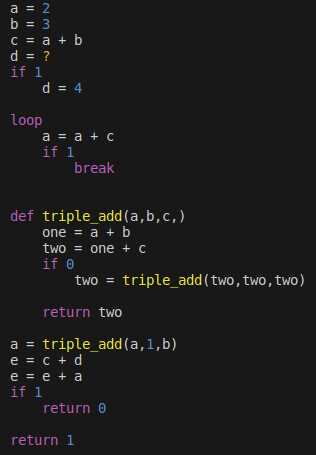 a = 2
b = 3
c = a + b
d = ?
if 1
    d = 4

loop
    a = a + c
    if 1
        break


def triple_add(a,b,c,)
    one = a + b
    two = one + c
    if 0
        two = triple_add(two,two,two)

    return two

a = triple_add(a,1,b)
e = c + d
e = e + a
if 1
    return 0

return 1